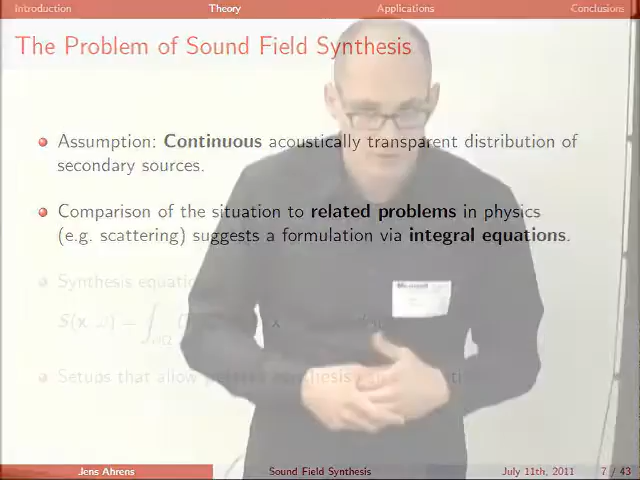 Introduction Theory Applications Conclusions
The Problem of Sound Field Synthesis
Assumption: Continuous acoustically transparent distribution of
secondary sources.
Comparison of the situation to related problems in physics
(e.g. scattering) suggests a formulation via integral equations.
Synthesis
S(x, ω) = ∫
Setups that allow
Microsoft
Jens Ahrens Sound Field Synthesis July 11th, 2011 7 / 43